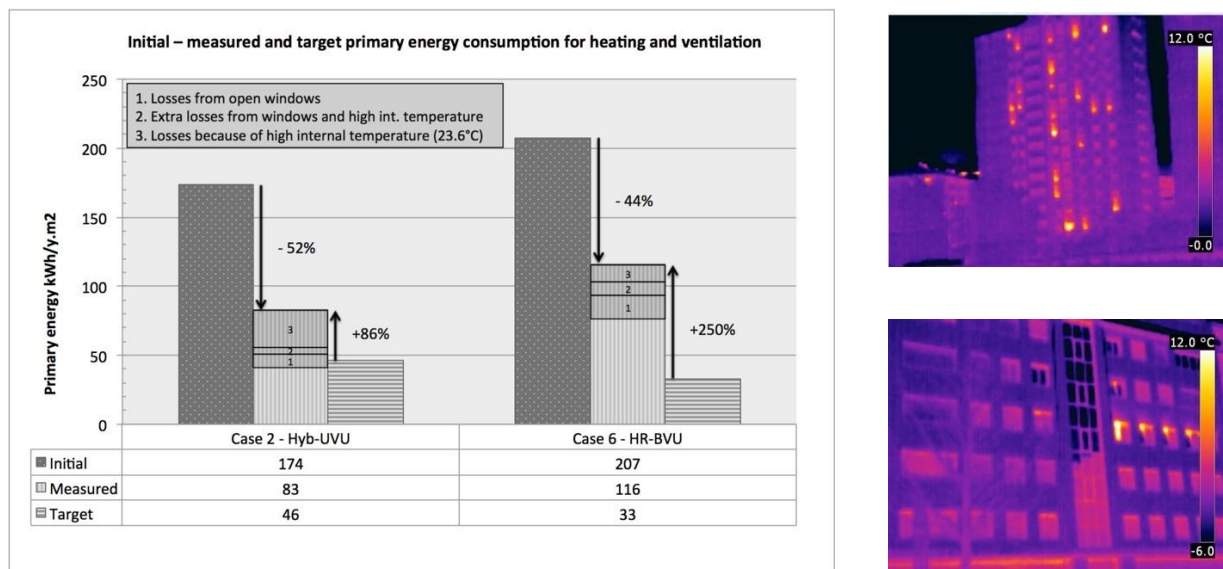 Initial – measured and target primary energy consumption for heating and ventilation
250
200
150
100
50
0
Primary energy kWh/y.m2
1. Losses from open windows
2. Extra losses from windows and high int. temperature
3. Losses because of high internal temperature (23.6°C)
- 52%
3
2
1
+86%
- 44%
3
2
1
+250%
Case 2 - Hyb-UVU Case 6 - HR-BVU
Initial 174 207
Measured 83 116
Target 46 33
12.0 °C
-0.0
12.0 °C
-6.0